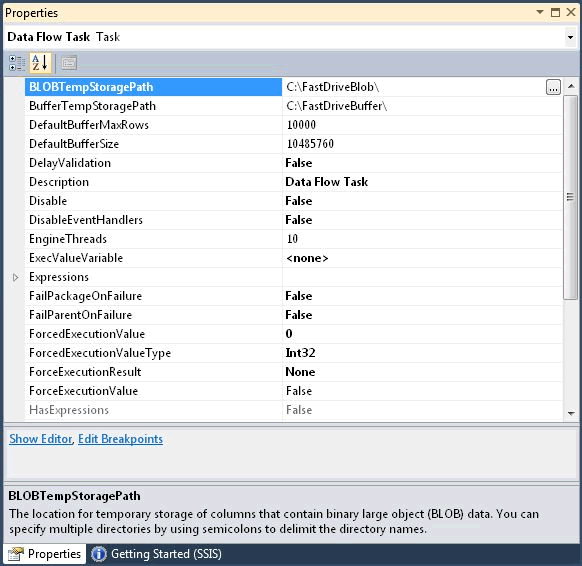 Properties
Data Flow Task Task
BLOBTempStoragePath C:\FastDriveBlob\ ...
BufferTempStoragePath C:\FastDriveBuffer\
DefaultBufferMaxRows 10000
DefaultBufferSize 10485760
DelayValidation False
Description Data Flow Task
Disable False
DisableEventHandlers False
EngineThreads 10
ExecValueVariable <none>
Expressions
FailPackageOnFailure False
FailParentOnFailure False
ForcedExecutionValue 0
ForcedExecutionValueType Int32
ForceExecutionResult None
ForceExecutionValue False
HasExpressions False
Show Editor, Edit Breakpoints
BLOBTempStoragePath
The location for temporary storage of columns that contain binary large object (BLOB) data. You can
specify multiple directories by using semicolons to delimit the directory names.
Properties Getting Started (SSIS)